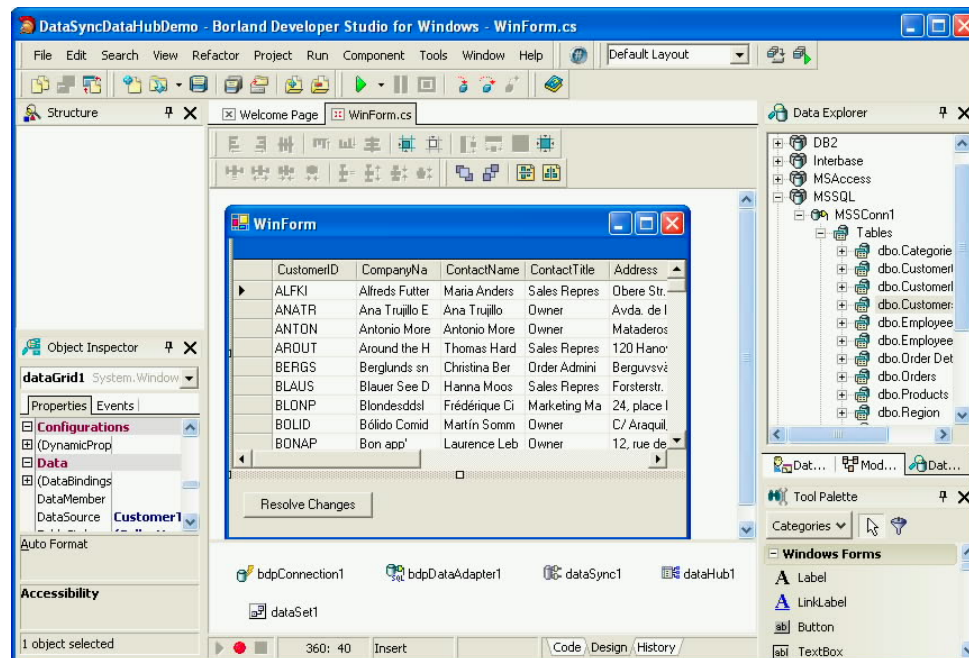 DataSyncDataHubDemo - Borland Developer Studio for Windows - WinForm.cs
File Edit Search View Refactor Project Run Component Tools Window Help Default Layout
Structure
Welcome Page WinForm.cs
Data Explorer
DB2
Interbase
MSAccess
MSSQL
MSSConn1
Tables
dbo.Categorie
dbo.Customer
dbo.Customer
dbo.Customer
dbo.Employee
dbo.Employee
dbo.Order Det
dbo.Orders
dbo.Products
dbo.Region
Dat... Mod... Dat...
WinForm
CustomerID CompanyNa ContactName ContactTitle Address
ALFKI Alfreds Futter Maria Anders Sales Repres Obere Str.
ANATR Ana Trujillo E Ana Trujillo Owner Avda. de
ANTON Antonio More Antonio More Owner Mataderos
AROUT Around the H Thomas Hard Sales Repres 120 Hano
BERGS Berglunds sn Christina Ber Order Admini Berguvsvä
BLAUS Blauer See D Hanna Moos Sales Repres Forsterstr.
BLONP Blondesddsl Frédérique Ci Marketing Ma 24, place
BOLID Bólido Comid Martín Somm Owner C/ Araquil,
BONAP Bon app' Laurence Leb Owner 12, rue de
Resolve Changes
Object Inspector
dataGrid1 System.Window
Properties Events
Configurations
(DynamicProp
Data
(DataBindings
DataMember
DataSource Customer1
Auto Format
Accessibility
1 object selected
bdpConnection1 bdpDataAdapter1 dataSync1 dataHub1
dataSet1
360: 40 Insert Code Design History
Tool Palette
Categories
Windows Forms
Label
LinkLabel
Button
TextBox